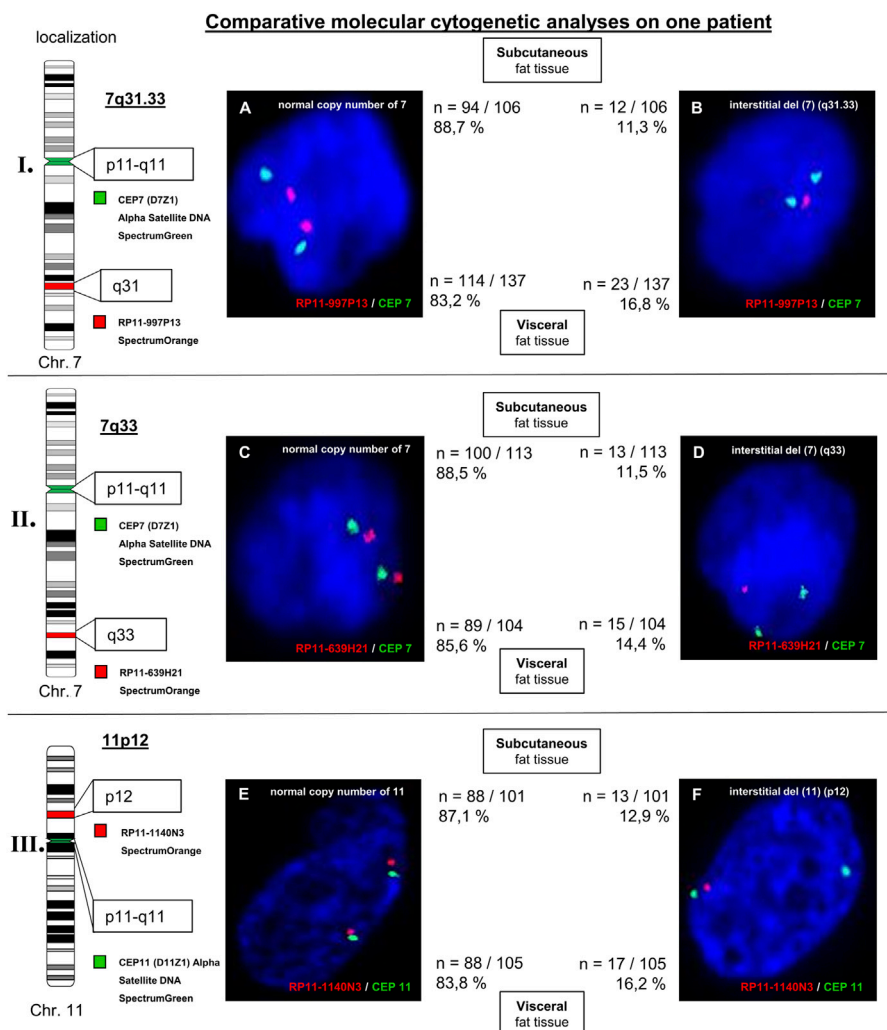 Comparative molecular cytogenetic analyses on one patient
localization
Subcutaneous
fat tissue
7q31.33
I.
p11-q11
CEP7 (D7Z1)
Alpha Satellite DNA
SpectrumGreen
q31
RP11-997P13
SpectrumOrange
Chr. 7
A
normal copy number of 7
RP11-997P13 / CEP 7
n = 94 / 106
88,7 %
n = 12 / 106
11,3 %
n = 114 / 137
83,2 %
n = 23 / 137
16,8 %
Visceral
fat tissue
B
interstitial del (7) (q31.33)
RP11-997P13 / CEP 7
7q33
II.
p11-q11
CEP7 (D7Z1)
Alpha Satellite DNA
SpectrumGreen
q33
RP11-639H21
SpectrumOrange
Chr. 7
Subcutaneous
fat tissue
C
normal copy number of 7
RP11-639H21 / CEP 7
n = 100 / 113
88,5 %
n = 13 / 113
11,5 %
n = 89 / 104
85,6 %
n = 15 / 104
14,4 %
Visceral
fat tissue
D
interstitial del (7) (q33)
RP11-639H21 / CEP 7
11p12
III.
p12
RP11-1140N3
SpectrumOrange
p11-q11
CEP11 (D11Z1) Alpha
Satellite DNA
SpectrumGreen
Chr. 11
Subcutaneous
fat tissue
E
normal copy number of 11
RP11-1140N3 / CEP 11
n = 88 / 101
87,1 %
n = 13 / 101
12,9 %
n = 88 / 105
83,8 %
n = 17 / 105
16,2 %
Visceral
fat tissue
F
interstitial del (11) (p12)
RP11-1140N3 / CEP 11